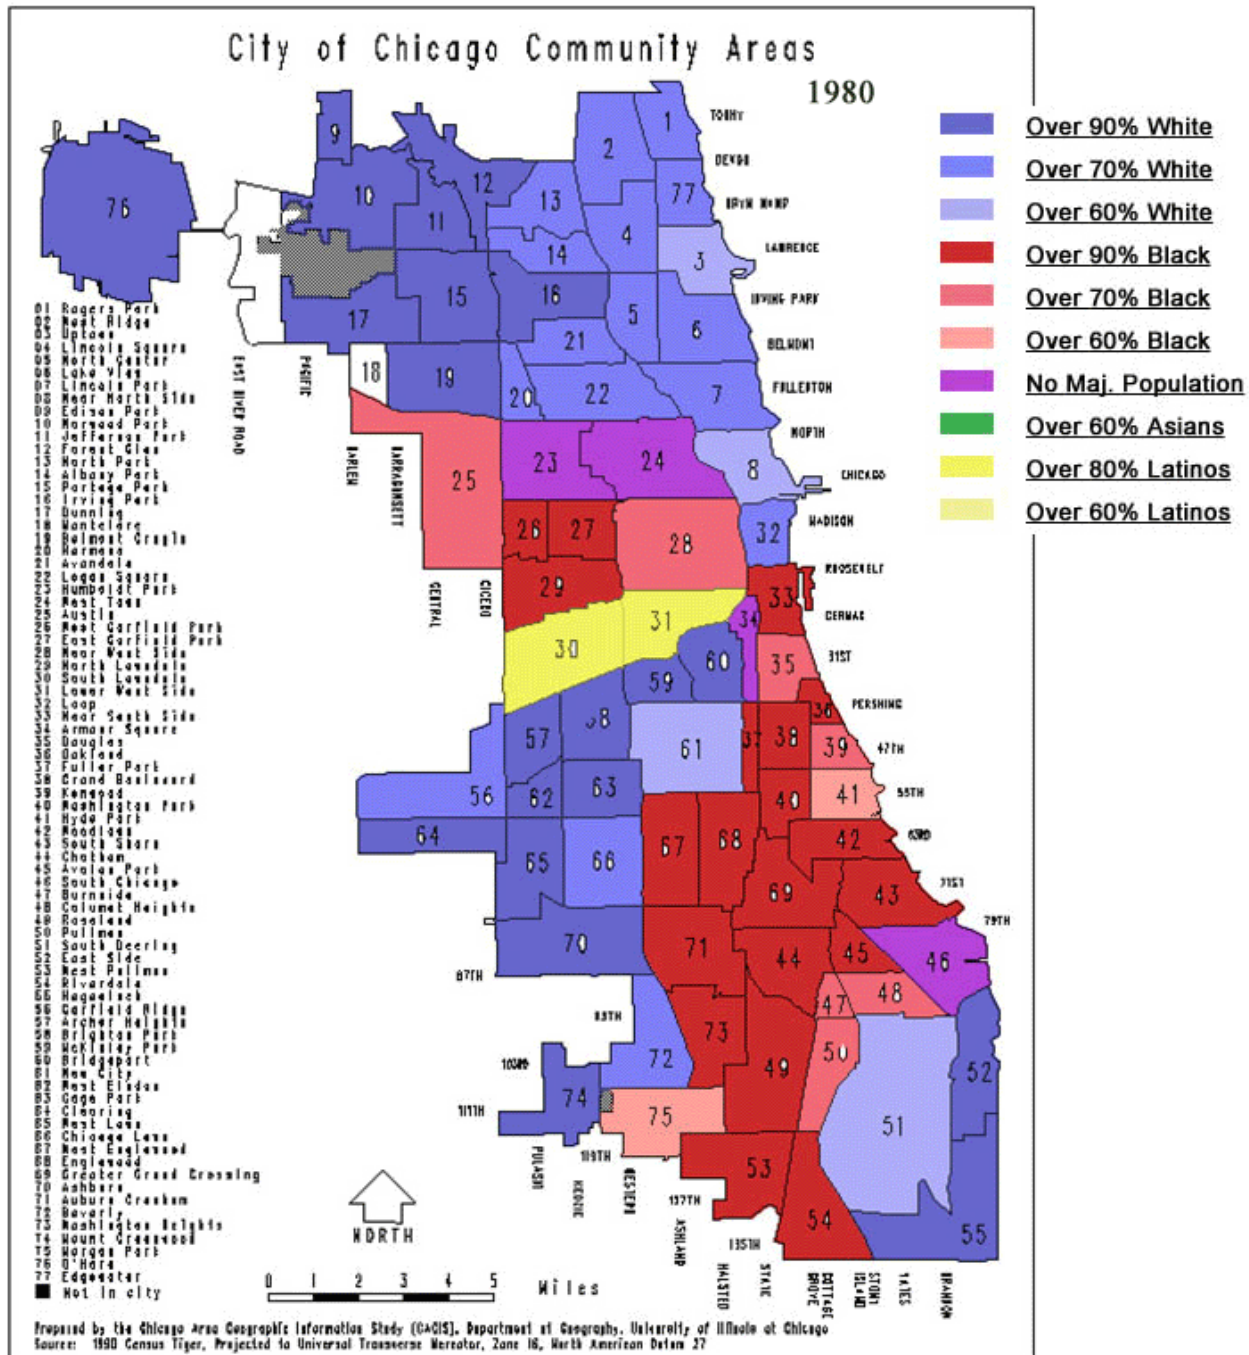 City of Chicago Community Areas
1980
Over 90% White
Over 70% White
Over 60% White
Over 90% Black
Over 70% Black
Over 60% Black
No Maj. Population
Over 60% Asians
Over 80% Latinos
Over 60% Latinos
TOUHY
DEVON
BRYN MAWR
LAWRENCE
IRVING PARK
BELMONT
FULLERTON
NORTH
CHICAGO
MADISON
ROOSEVELT
CERMAK
31ST
PERSHING
47TH
55TH
63RD
71ST
79TH
87TH
103RD
119TH
EAST RIVER ROAD
PACIFIC
HARLEM
NARRAGANSETT
CENTRAL
CICERO
PULASKI
KEDZIE
WESTERN
ASHLAND
HALSTED
STATE
COTTAGE GROVE
STONY ISLAND
YATES
BRANDON
01 Rogers Park
02 West Ridge
03 Uptown
04 Lincoln Square
05 North Center
06 Lake View
07 Lincoln Park
08 Near North Side
09 Edison Park
10 Norwood Park
11 Jefferson Park
12 Forest Glen
13 North Park
14 Albany Park
15 Portage Park
16 Irving Park
17 Dunning
18 Montclare
19 Belmont Cragin
20 Hermosa
21 Avondale
22 Logan Square
23 Humboldt Park
24 West Town
25 Austin
26 West Garfield Park
27 East Garfield Park
28 Near West Side
29 North Lawndale
30 South Lawndale
31 Lower West Side
32 Loop
33 Near South Side
34 Armour Square
35 Douglas
36 Oakland
37 Fuller Park
38 Grand Boulevard
39 Kenwood
40 Washington Park
41 Hyde Park
42 Woodlawn
43 South Shore
44 Chatham
45 Avalon Park
46 South Chicago
47 Burnside
48 Calumet Heights
49 Roseland
50 Pullman
51 South Deering
52 East Side
53 West Pullman
54 Riverdale
55 Hegewisch
56 Garfield Ridge
57 Archer Heights
58 Brighton Park
59 McKinley Park
60 Bridgeport
61 New City
62 West Elsdon
63 Gage Park
64 Clearing
65 West Lawn
66 Chicago Lawn
67 West Englewood
68 Englewood
69 Greater Grand Crossing
70 Ashburn
71 Auburn Gresham
72 Beverly
73 Washington Heights
74 Mount Greenwood
75 Morgan Park
76 O'Hare
77 Edgewater
Not in city
NORTH
0 1 2 3 4 5 Miles
Prepared by the Chicago Area Geographic Information Study (CAGIS), Department of Geography, University of Illinois at Chicago
Source: 1990 Census Tiger, Projected to Universal Transverse Mercator, Zone 16, North American Datum 27